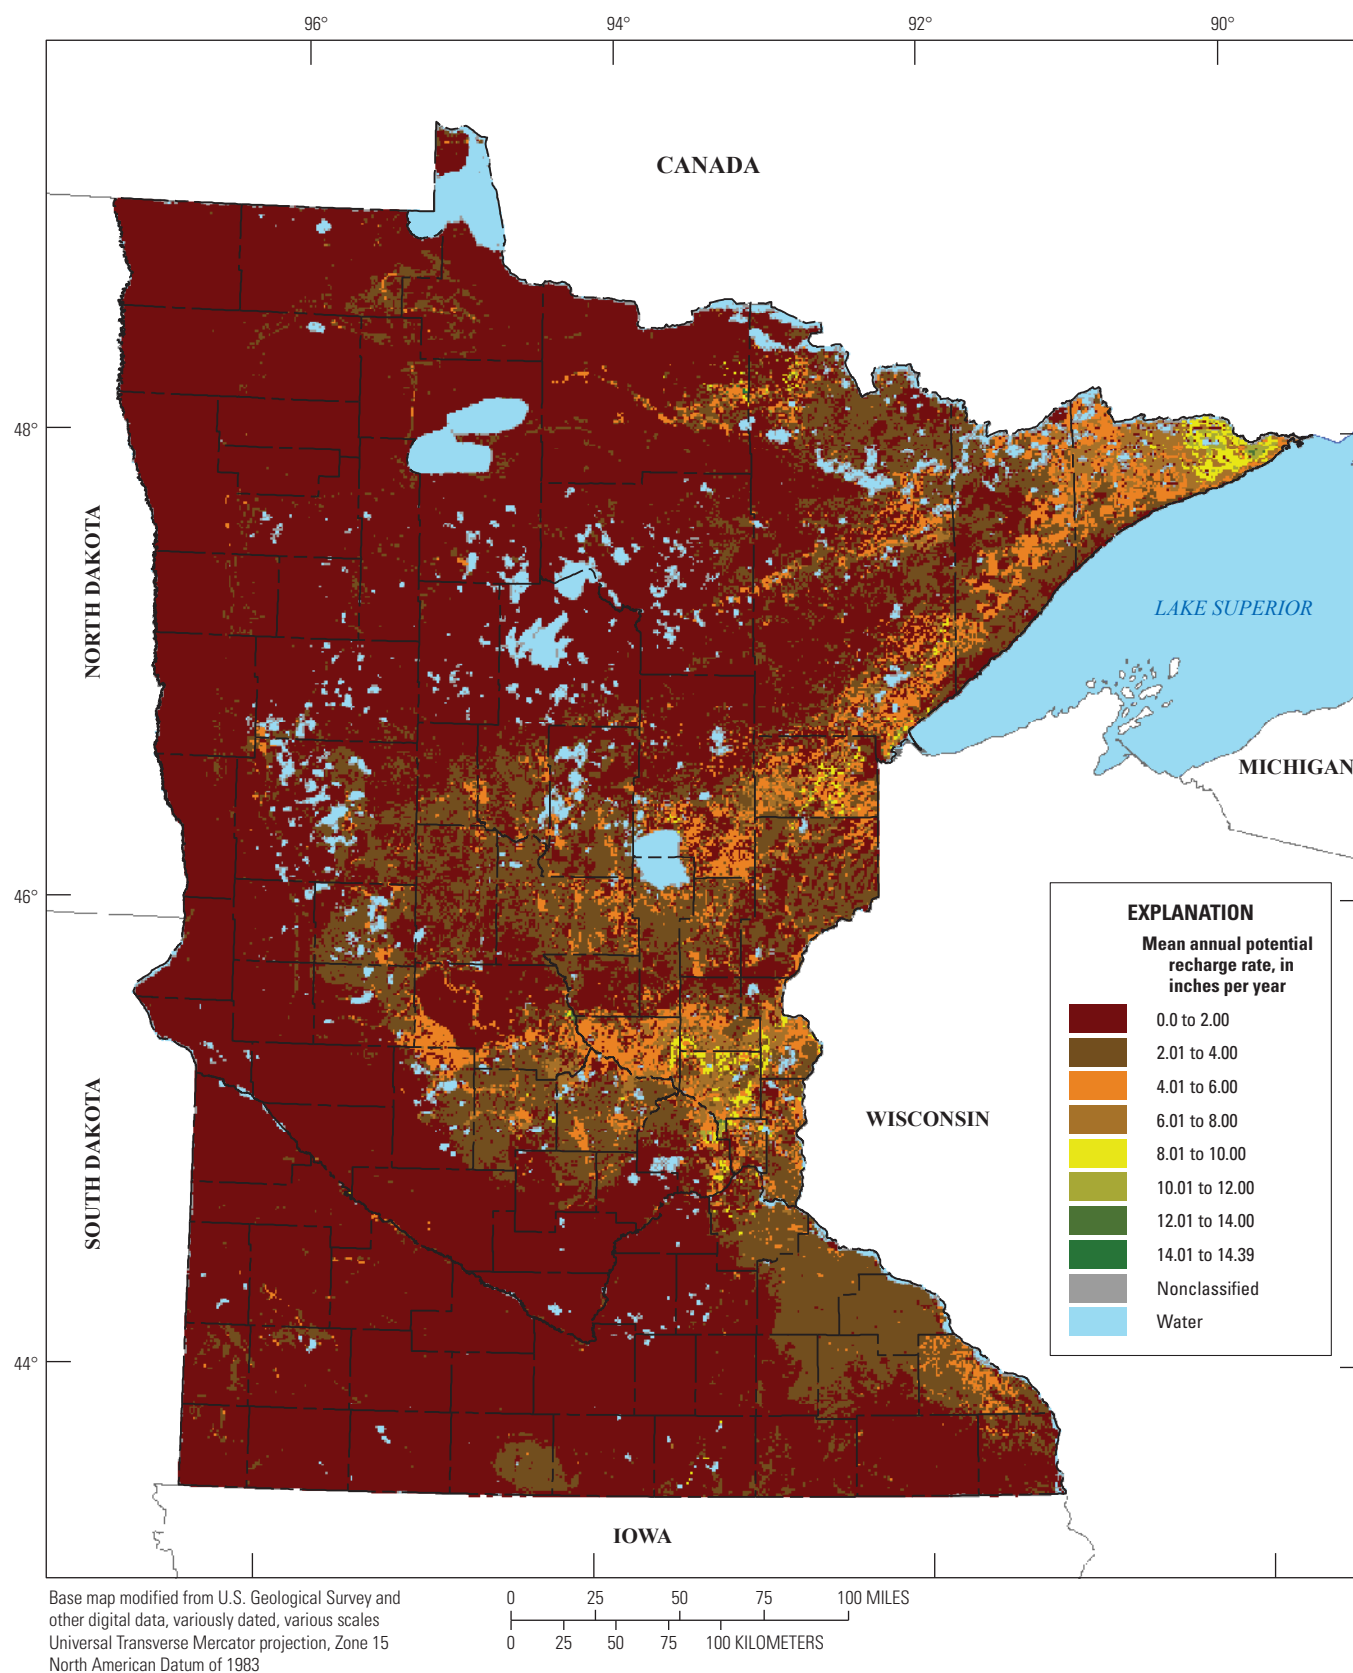 96°
94°
92°
90°
CANADA
48°
NORTH DAKOTA
LAKE SUPERIOR
MICHIGAN
46°
EXPLANATION
Mean annual potential
recharge rate, in
inches per year
0.0 to 2.00
2.01 to 4.00
4.01 to 6.00
6.01 to 8.00
8.01 to 10.00
10.01 to 12.00
12.01 to 14.00
14.01 to 14.39
Nonclassified
Water
SOUTH DAKOTA
WISCONSIN
44°
IOWA
Base map modified from U.S. Geological Survey and
other digital data, variously dated, various scales
Universal Transverse Mercator projection, Zone 15
North American Datum of 1983
0 25 50 75 100 MILES
0 25 50 75 100 KILOMETERS